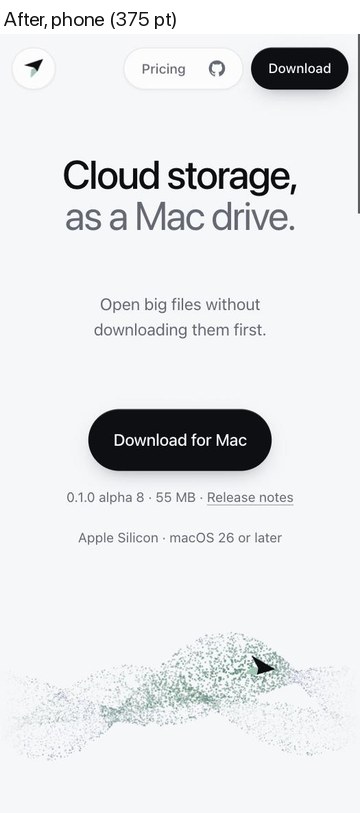 After, phone (375 pt)
Pricing
Download
Cloud storage,
as a Mac drive.
Open big files without
downloading them first.
Download for Mac
0.1.0 alpha 8 · 55 MB · Release notes
Apple Silicon · macOS 26 or later